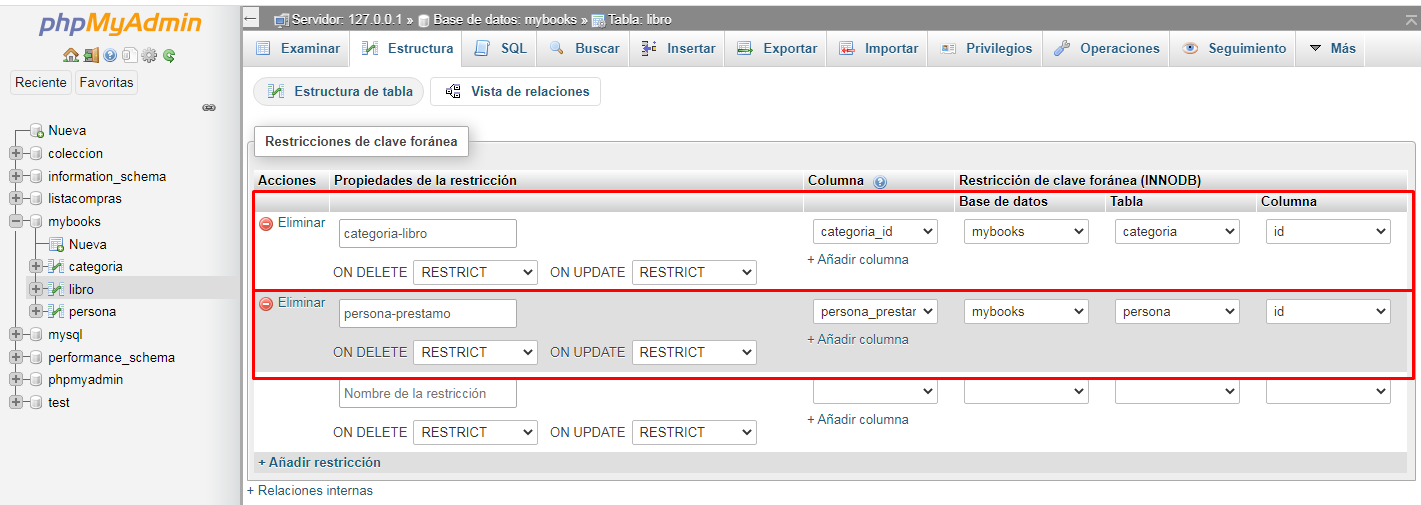 phpMyAdmin
Reciente Favoritas
Nueva
coleccion
information_schema
listacompras
mybooks
Nueva
categoria
libro
persona
mysql
performance_schema
phpmyadmin
test
Servidor: 127.0.0.1 » Base de datos: mybooks » Tabla: libro
Examinar Estructura SQL Buscar Insertar Exportar Importar Privilegios Operaciones Seguimiento Más
Estructura de tabla Vista de relaciones
Restricciones de clave foránea
Acciones Propiedades de la restricción Columna Restricción de clave foránea (INNODB)
Base de datos Tabla Columna
Eliminar categoria-libro categoria_id mybooks categoria id
+ Añadir columna
ON DELETE RESTRICT ON UPDATE RESTRICT
Eliminar persona-prestamo persona_prestar mybooks persona id
+ Añadir columna
ON DELETE RESTRICT ON UPDATE RESTRICT
Nombre de la restricción
+ Añadir columna
ON DELETE RESTRICT ON UPDATE RESTRICT
+ Añadir restricción
+ Relaciones internas